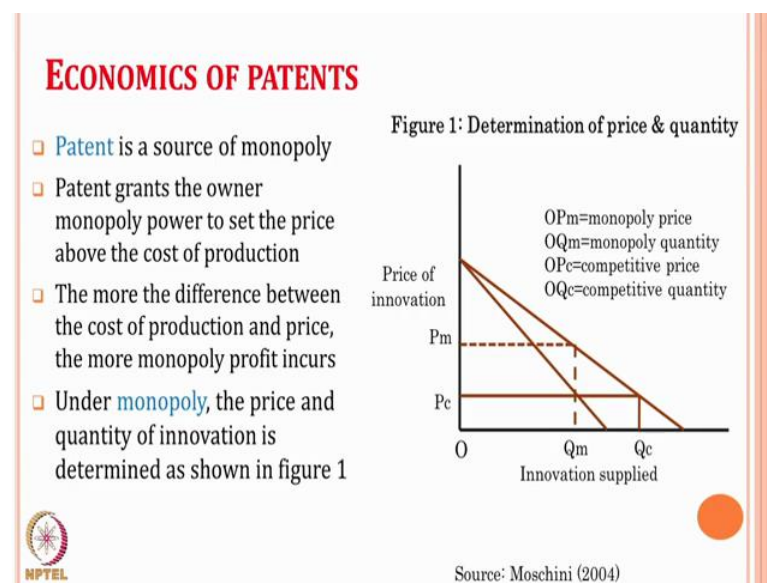 ECONOMICS OF PATENTS
Patent is a source of monopoly
Patent grants the owner
monopoly power to set the price
above the cost of production
The more the difference between
the cost of production and price,
the more monopoly profit incurs
Under monopoly, the price and
quantity of innovation is
determined as shown in figure 1
Figure 1: Determination of price & quantity
OPm=monopoly price
OQm=monopoly quantity
OPc=competitive price
OQc=competitive quantity
Price of
innovation
Pm
Pc
O
Qm
Qc
Innovation supplied
Source: Moschini (2004)
NPTEL